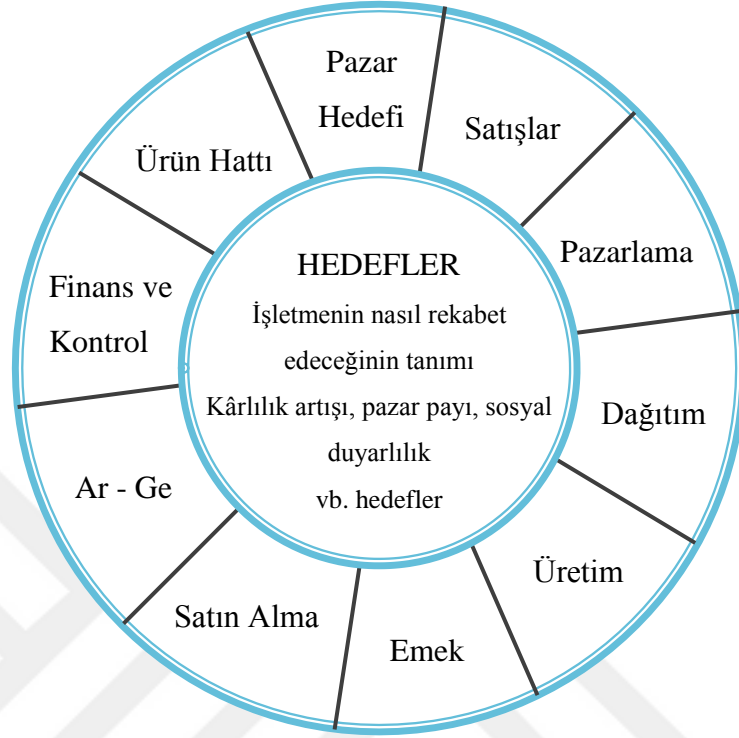 Pazar
Hedefi
Satışlar
Pazarlama
Dağıtım
Üretim
Emek
Satın Alma
Ar - Ge
Finans ve
Kontrol
Ürün Hattı
HEDEFLER
İşletmenin nasıl rekabet
edeceğinin tanımı
Kârlılık artışı, pazar payı, sosyal
duyarlılık
vb. hedefler